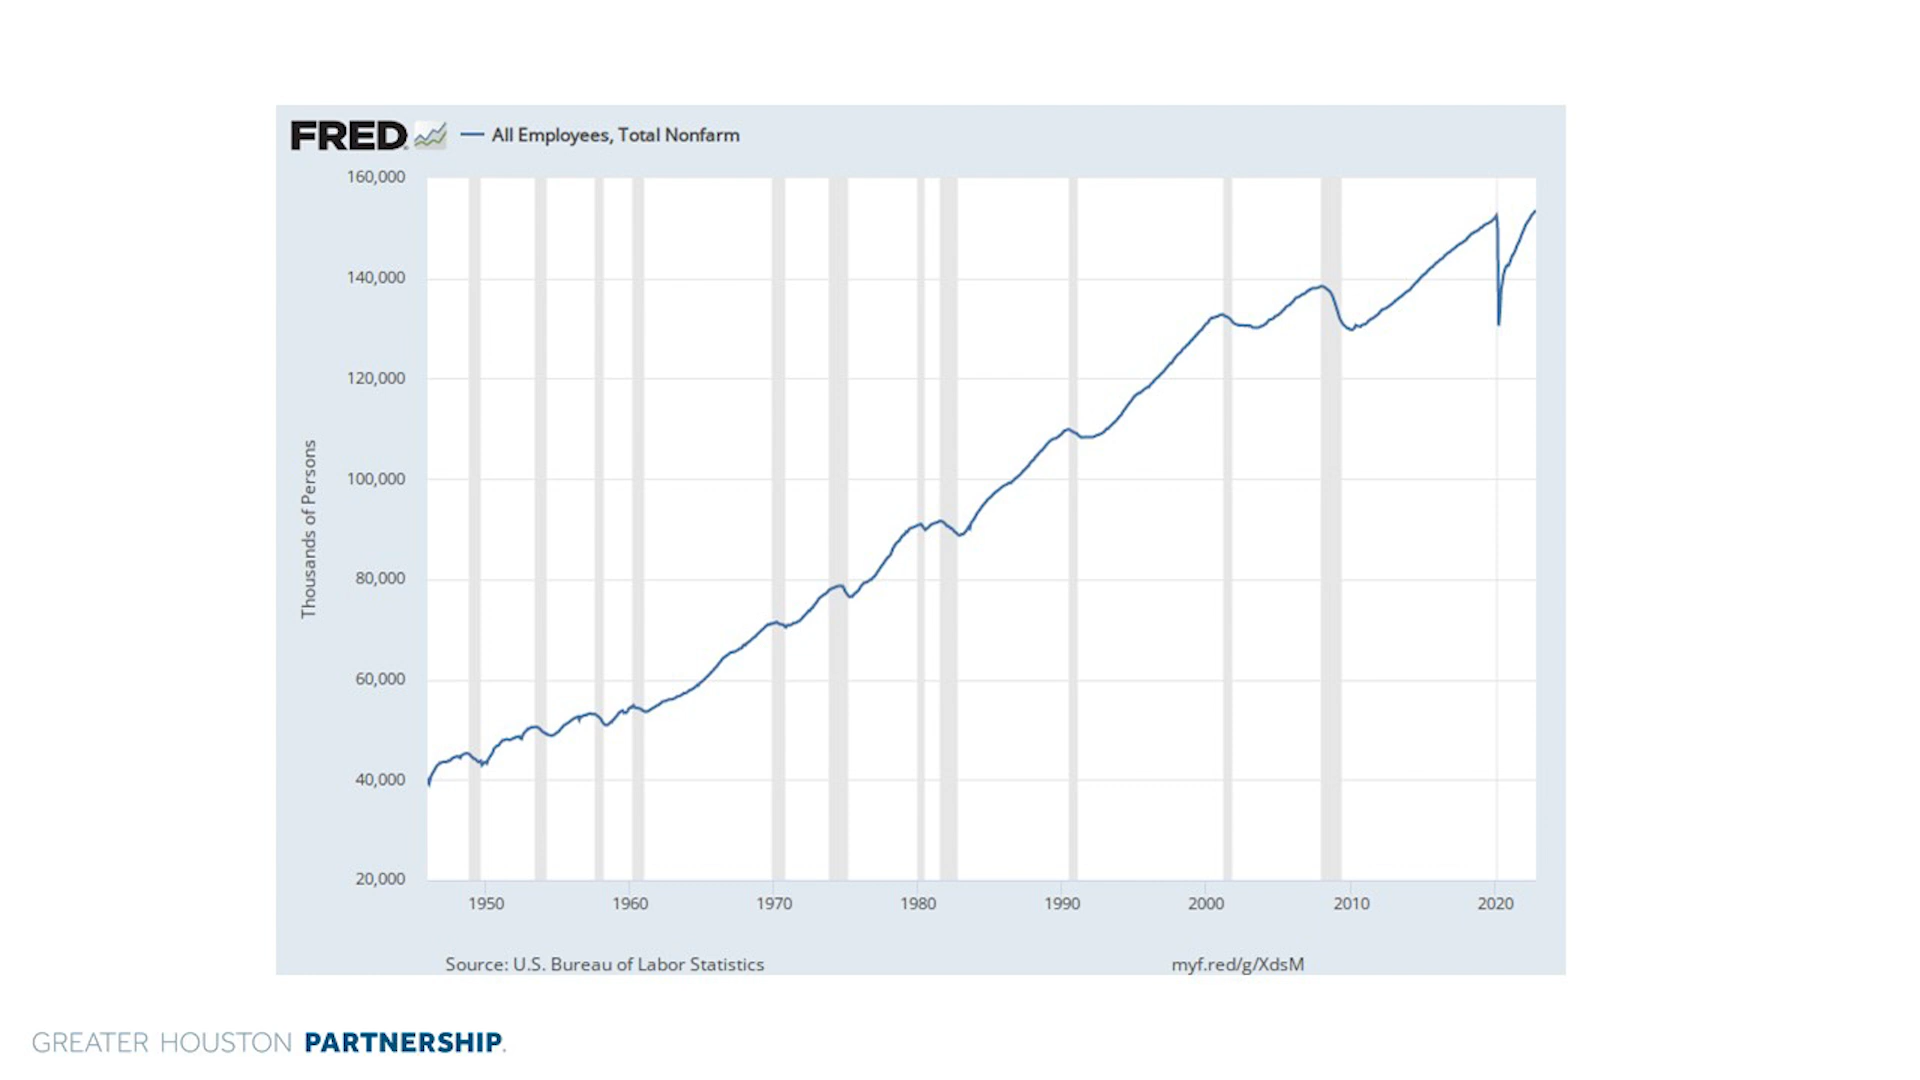 FRED
All Employees, Total Nonfarm
160,000
140,000
120,000
100,000
80,000
60,000
40,000
20,000
Thousands of Persons
1950 1960 1970 1980 1990 2000 2010 2020
Source: U.S. Bureau of Labor Statistics
myf.red/g/XdsM
GREATER HOUSTON PARTNERSHIP.